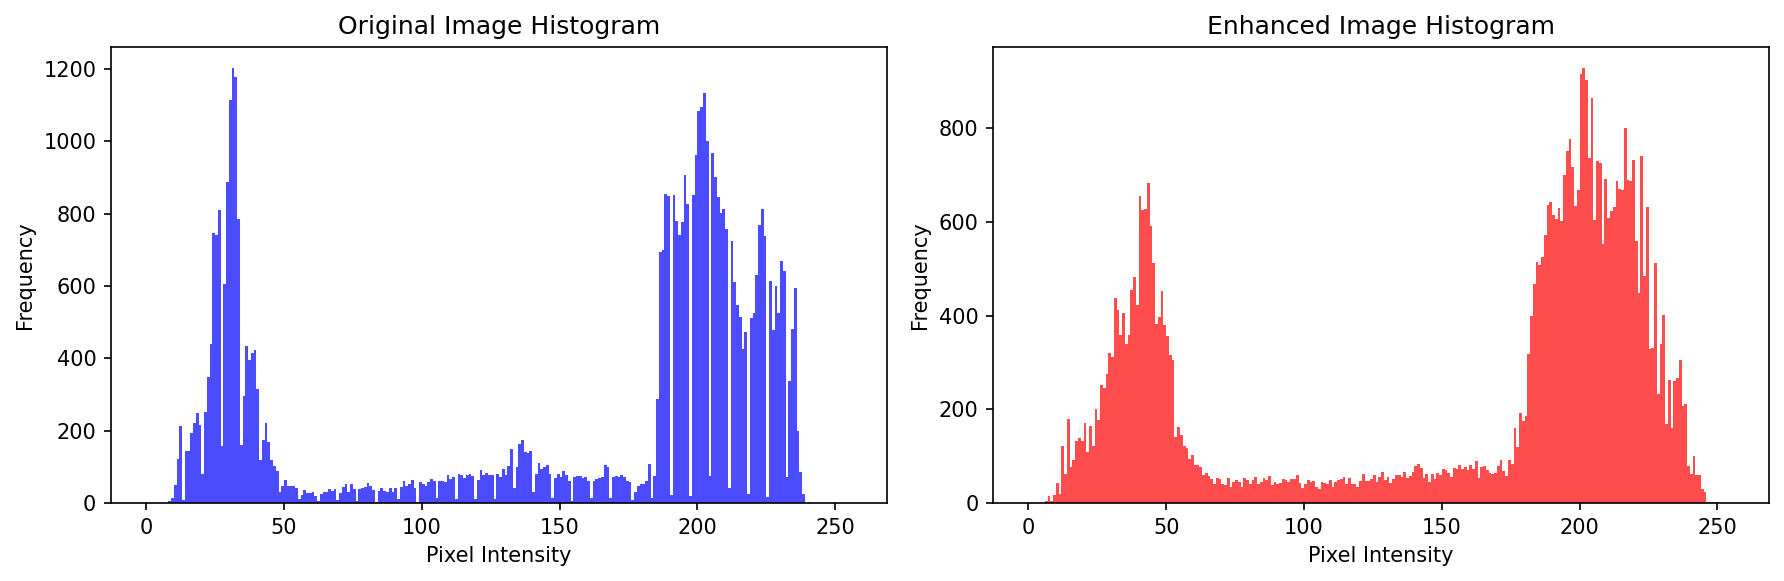 Original Image Histogram
Frequency
1200
1000
800
600
400
200
0
0 50 100 150 200 250
Pixel Intensity
Enhanced Image Histogram
Frequency
800
600
400
200
0
0 50 100 150 200 250
Pixel Intensity